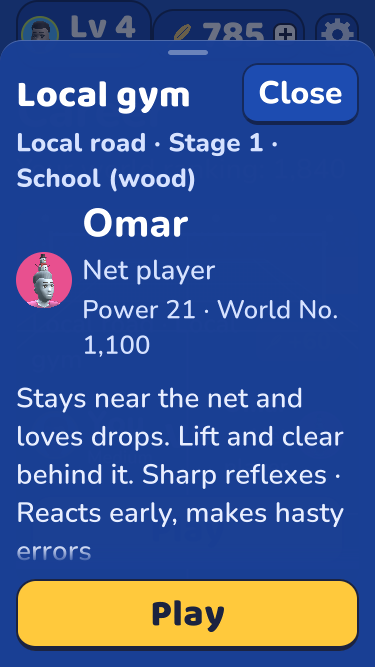 Lv 4
785
Local gym
Close
Local road · Stage 1 ·
School (wood)
Omar
Net player
Power 21 · World No.
1,100
Stays near the net and
loves drops. Lift and clear
behind it. Sharp reflexes ·
Reacts early, makes hasty
errors
Play